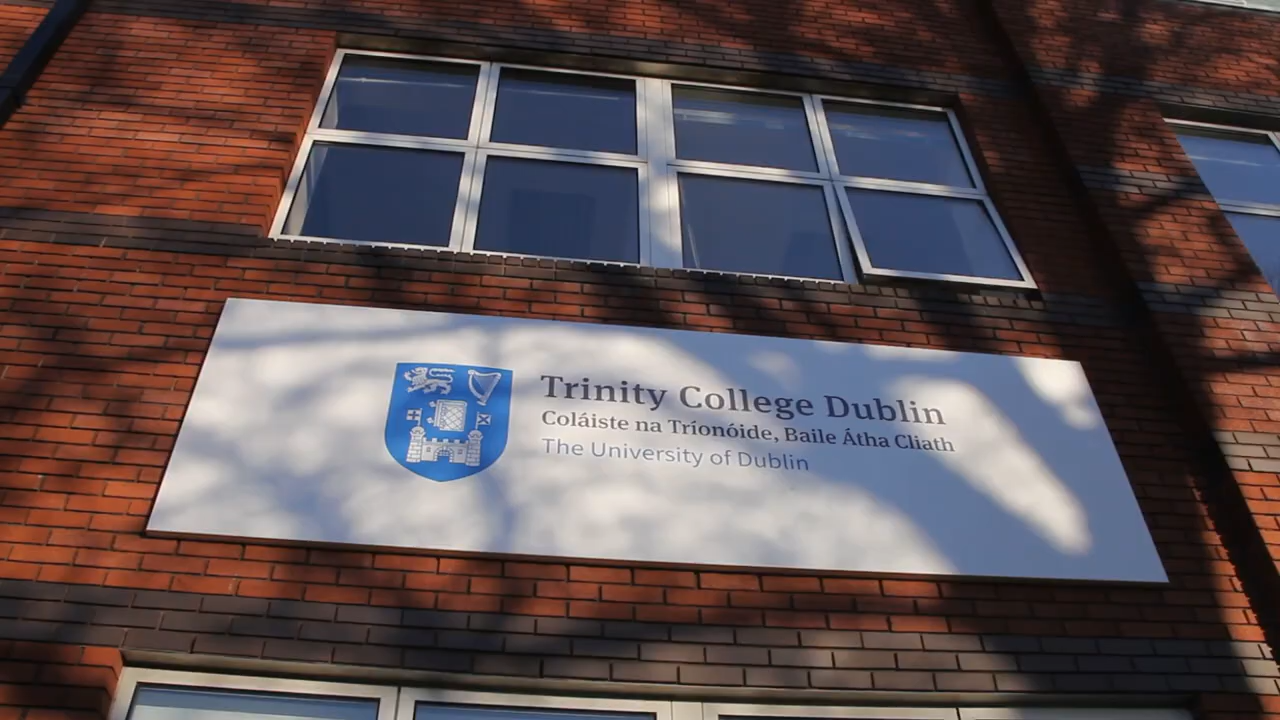 Trinity College Dublin
Coláiste na Tríonóide, Baile Átha Cliath
The University of Dublin